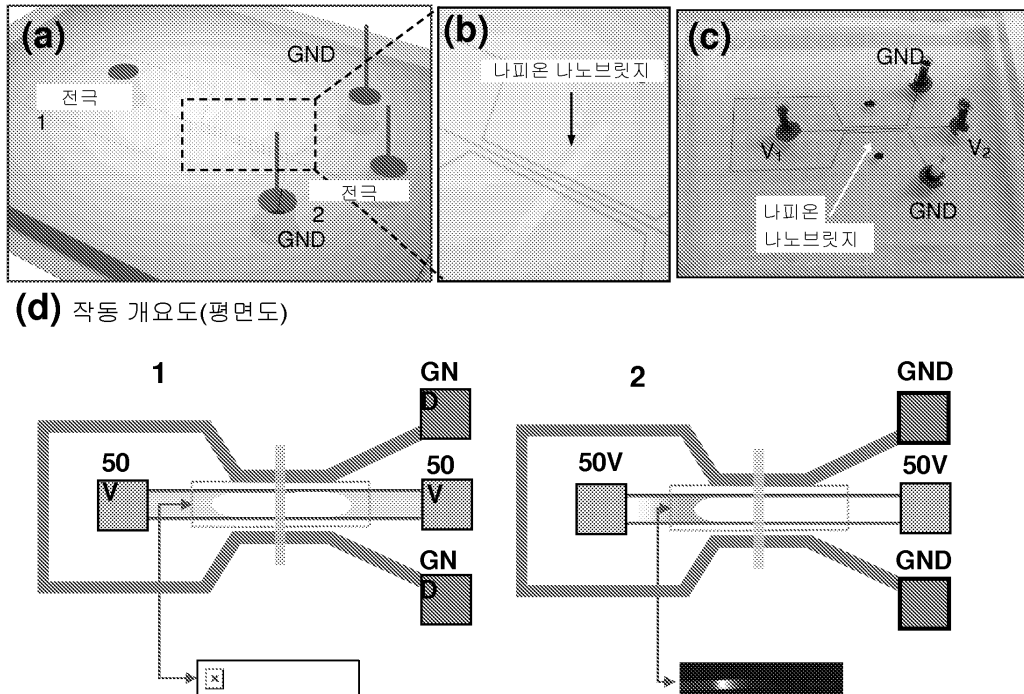 (a)
GND
전극
1
전극
2
GND
(b)
나피온 나노브릿지
(c)
GND
V1
V2
나피온
나노브릿지
GND
(d) 작동 개요도(평면도)
1
GN
D
50
V
50
V
GN
D
2
GND
50V
50V
GND